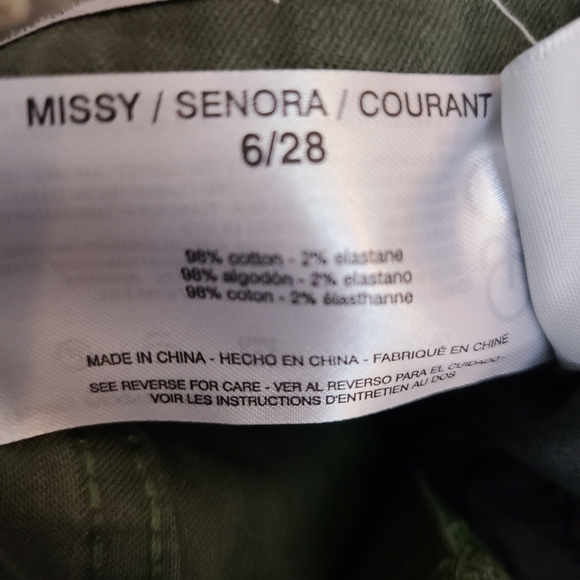 MISSY / SENORA / COURANT
6/28
98% cotton - 2% elastane
98% algodón - 2% elastano
98% coton - 2% élasthanne
MADE IN CHINA - HECHO EN CHINA - FABRIQUÉ EN CHINE
SEE REVERSE FOR CARE - VER AL REVERSO PARA EL CUIDADO
VOIR LES INSTRUCTIONS D'ENTRETIEN AU DOS